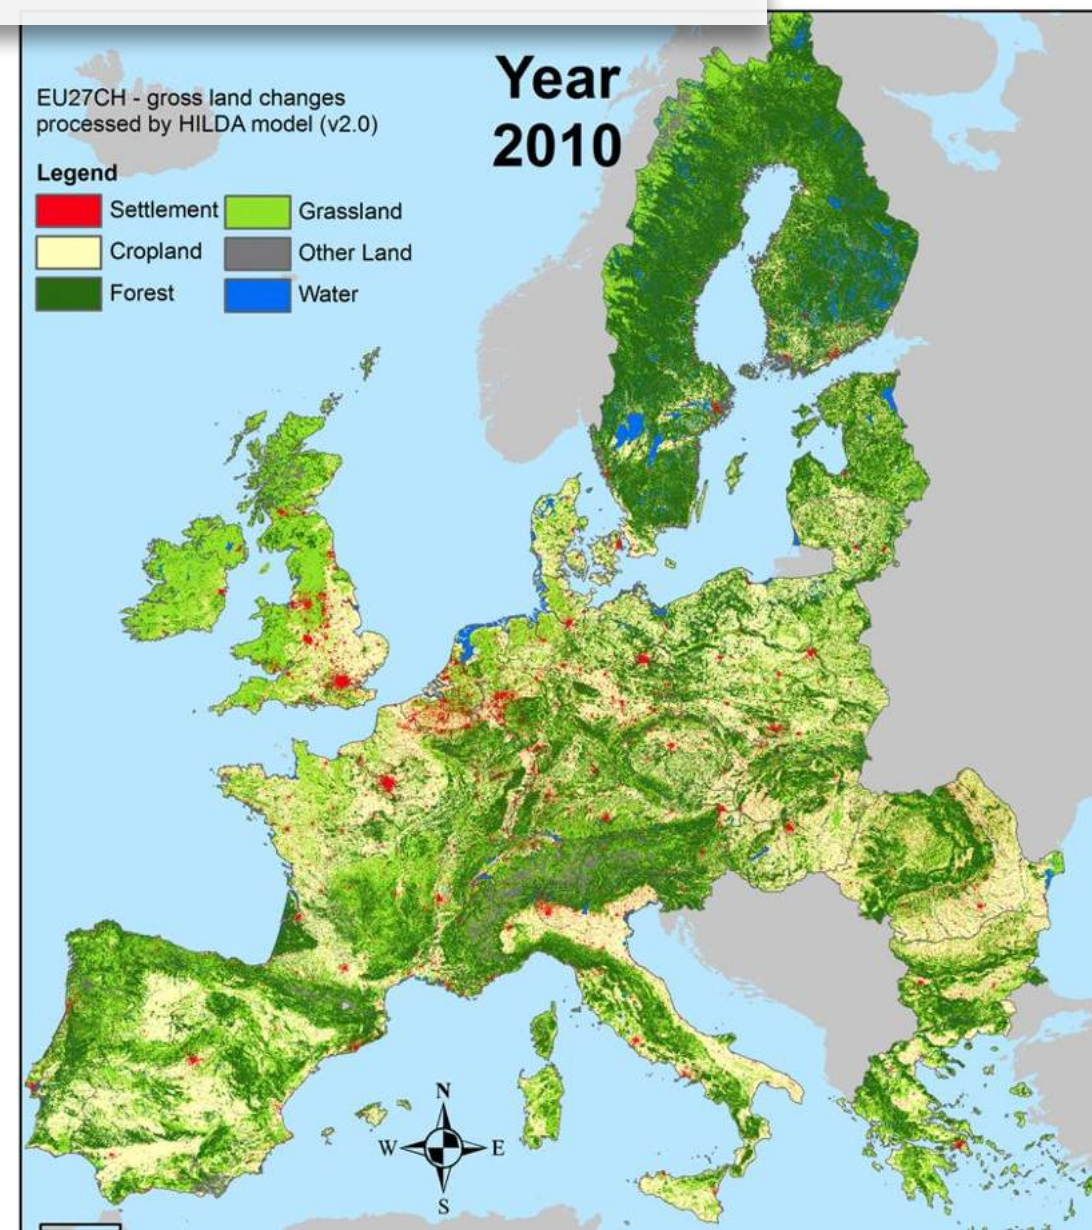 Year
2010
EU27CH - gross land changes
processed by HILDA model (v2.0)
Legend
Settlement
Grassland
Cropland
Other Land
Forest
Water
N
W
E
S